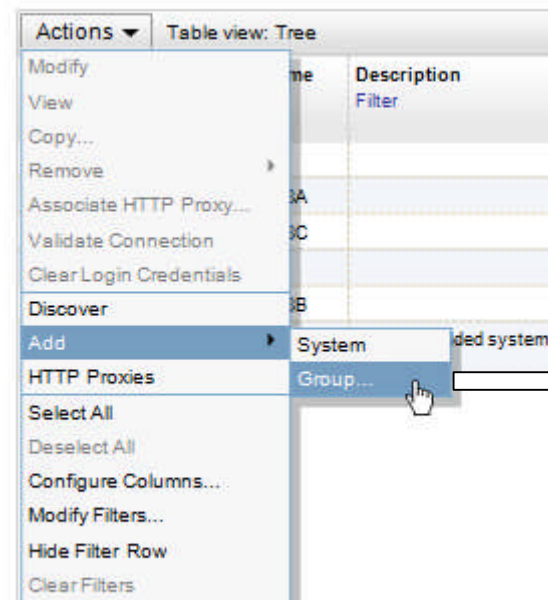 Actions Table view: Tree
Modify
me Description
View
Filter
Copy...
Remove
Associate HTTP Proxy...
Validate Connection
Clear Login Credentials
Discover
Add
System
HTTP Proxies
Group...
Select All
Deselect All
Configure Columns...
Modify Filters...
Hide Filter Row
Clear Filters